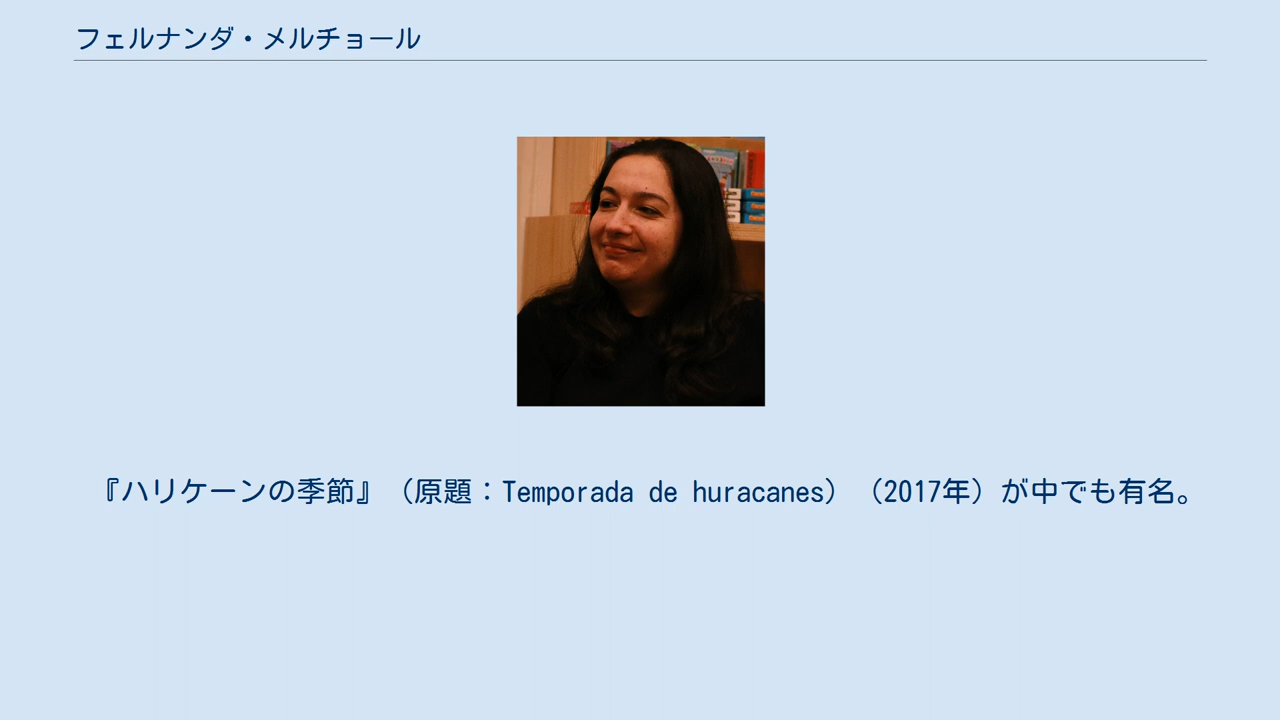 フェルナンダ・メルチョール
『ハリケーンの季節』（原題：Temporada de huracanes）（2017年）が中でも有名。